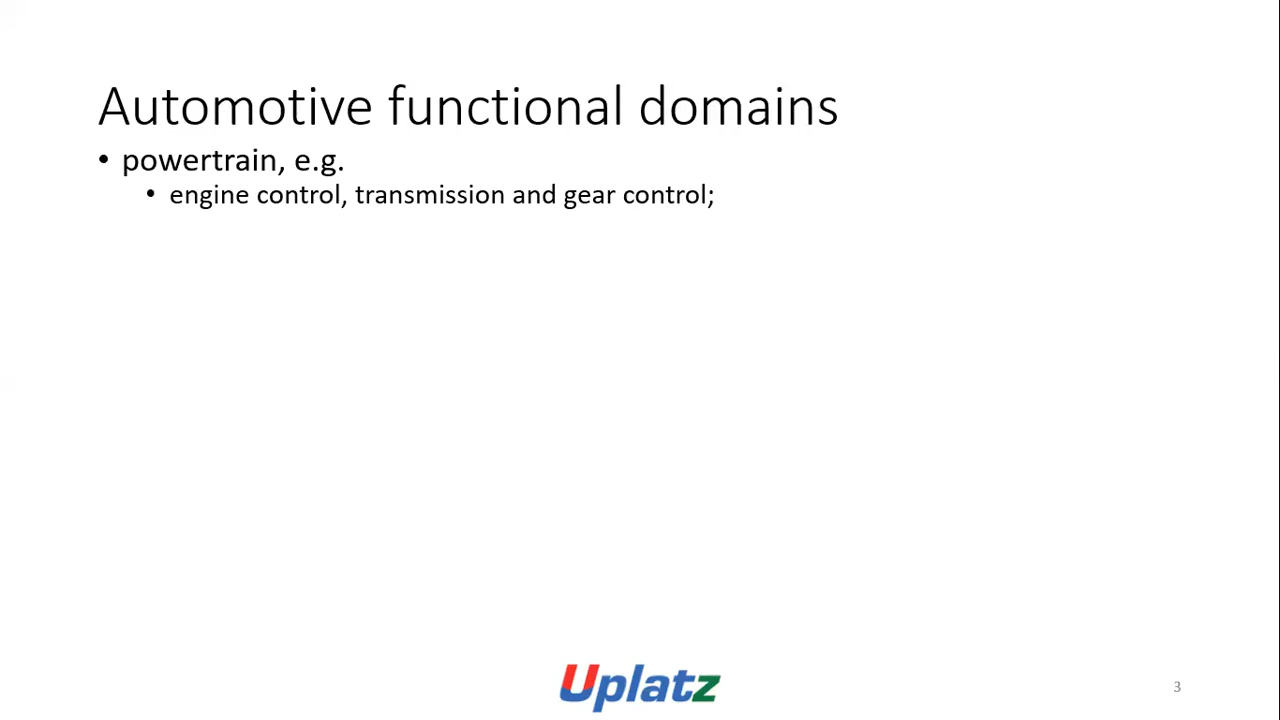 Automotive functional domains
• powertrain, e.g.
• engine control, transmission and gear control;
Uplatz
3